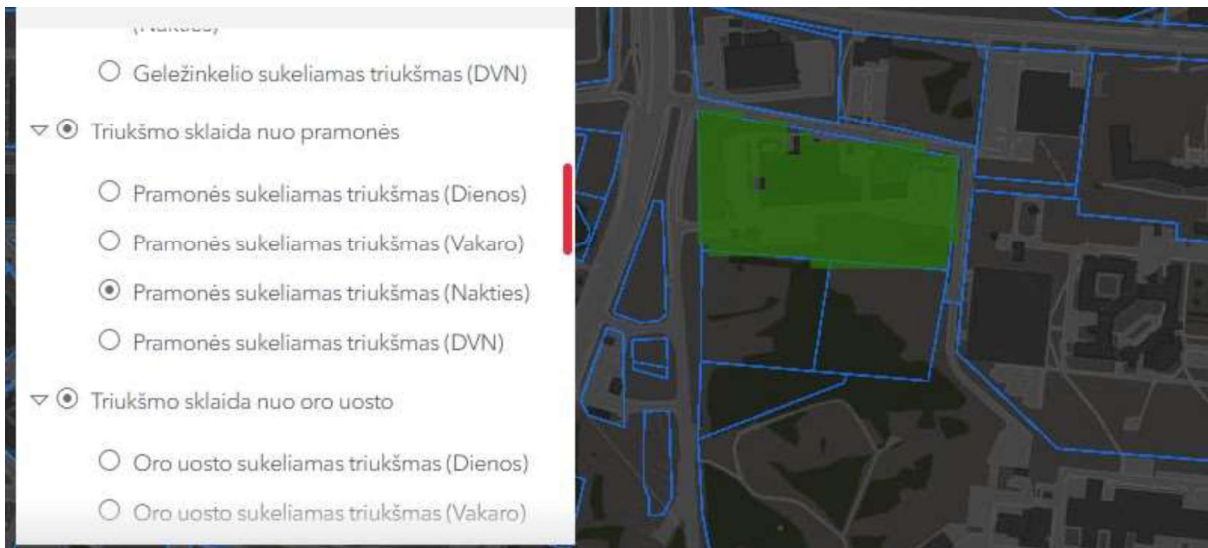 Geležinkelio sukeliamas triukšmas (DVN)
Triukšmo sklaida nuo pramonės
Pramonės sukeliamas triukšmas (Dienos)
Pramonės sukeliamas triukšmas (Vakaro)
Pramonės sukeliamas triukšmas (Nakties)
Pramonės sukeliamas triukšmas (DVN)
Triukšmo sklaida nuo oro uosto
Oro uosto sukeliamas triukšmas (Dienos)
Oro uosto sukeliamas triukšmas (Vakaro)